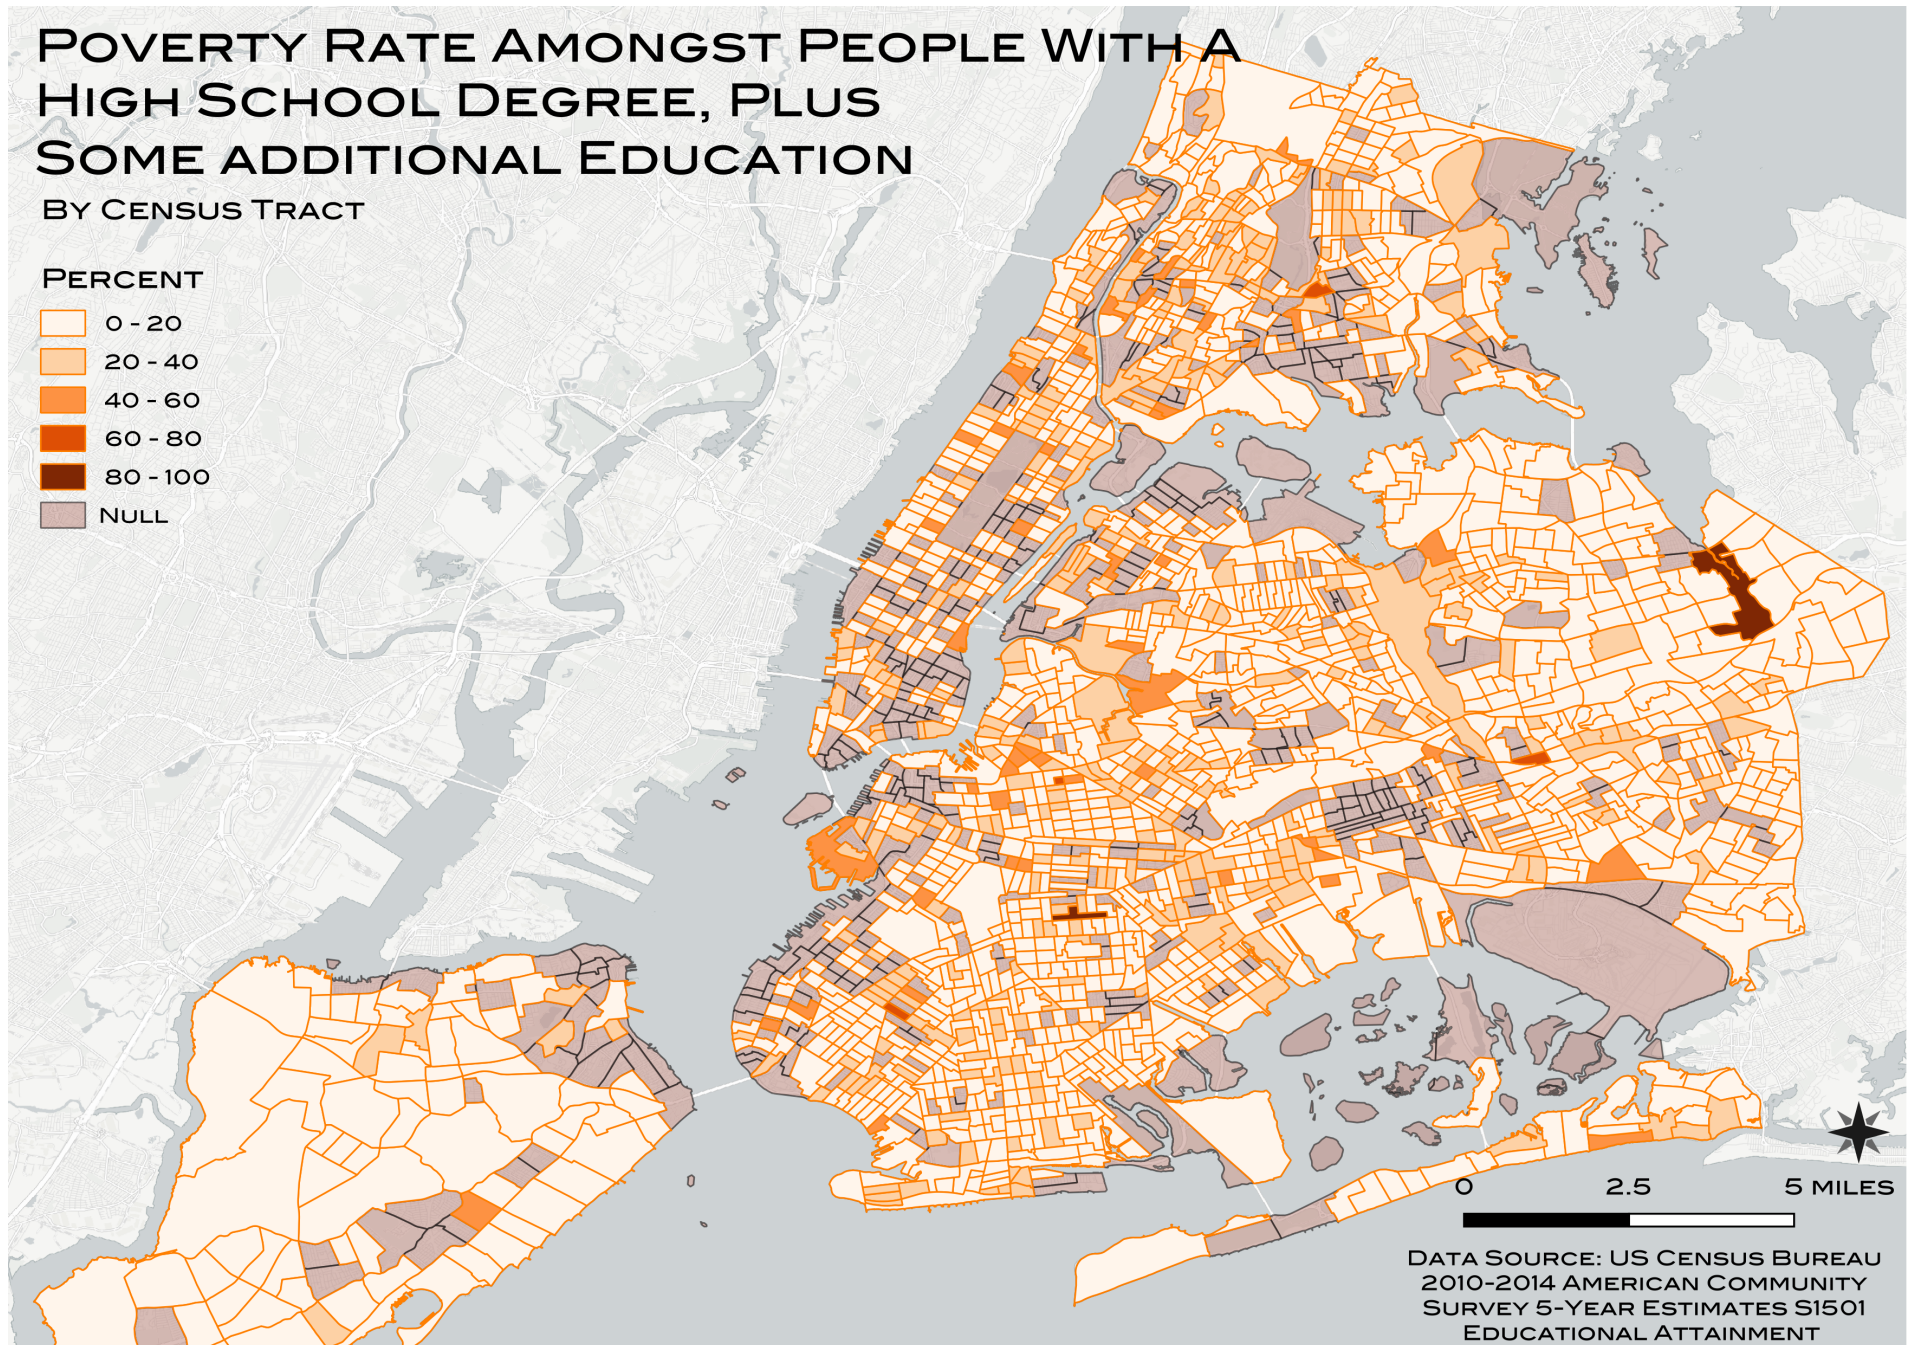 Poverty Rate Amongst People With A
High School Degree, Plus
Some additional Education
By Census Tract
Percent
0 - 20
20 - 40
40 - 60
60 - 80
80 - 100
Null
0 2.5 5 miles
Data Source: US Census Bureau
2010-2014 American Community
Survey 5-Year Estimates S1501
Educational Attainment